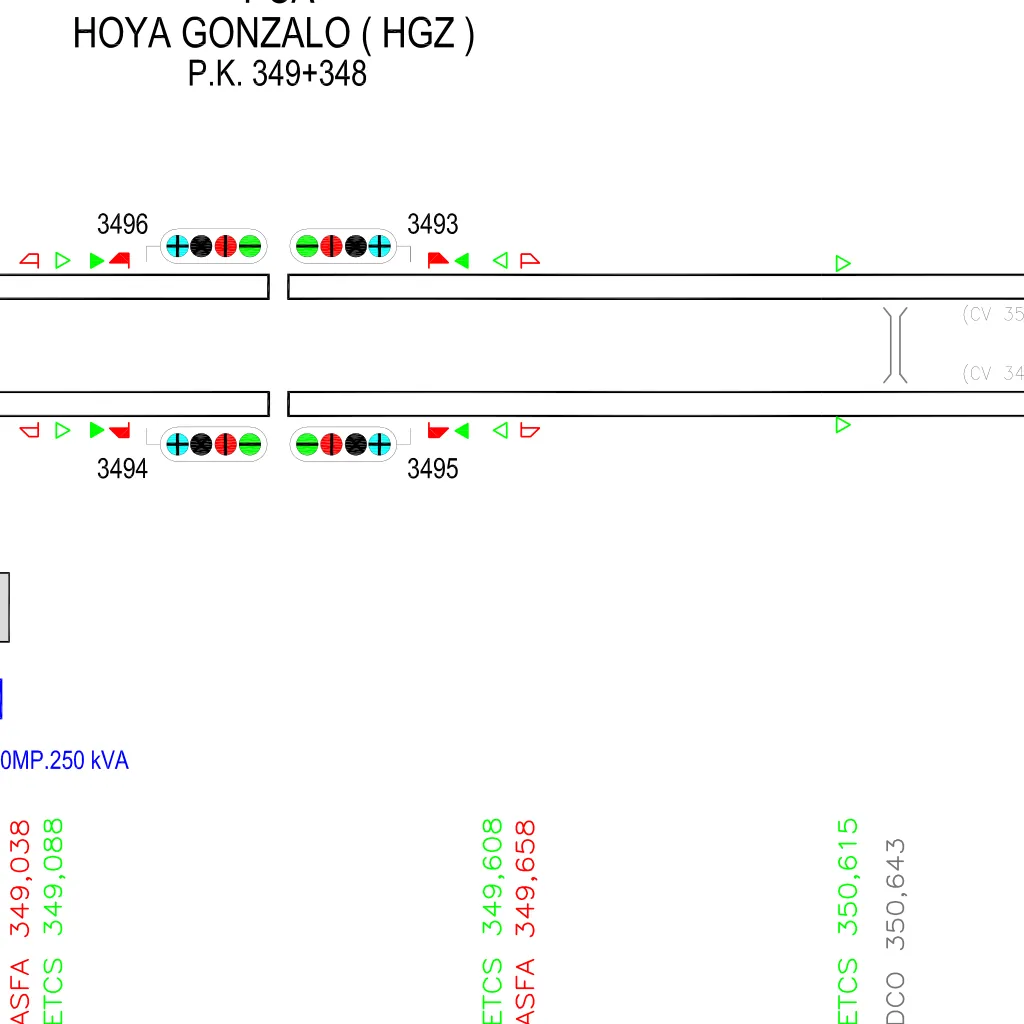 HOYA GONZALO ( HGZ )
P.K. 349+348
3496
3493
(CV 35
(CV 34
3494
3495
0MP.250 kVA
ASFA 349,038
ETCS 349,088
ETCS 349,608
ASFA 349,658
ETCS 350,615
DCO 350,643